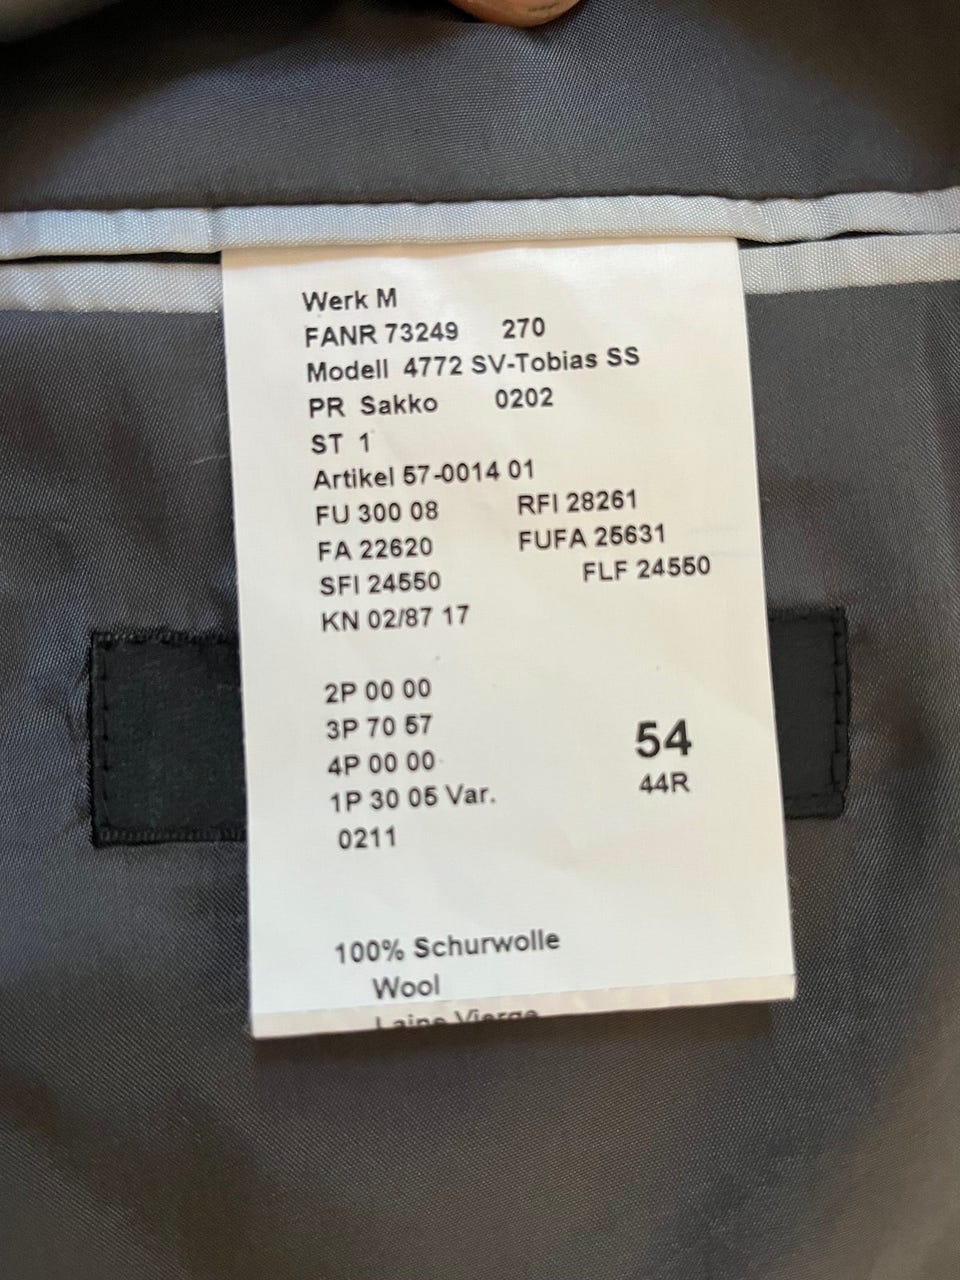 Werk M
FANR 73249 270
Modell 4772 SV-Tobias SS
PR Sakko 0202
ST 1
Artikel 57-0014 01
FU 300 08 RFI 28261
FA 22620 FUFA 25631
SFI 24550 FLF 24550
KN 02/87 17
2P 00 00
3P 70 57
4P 00 00
1P 30 05 Var.
0211
54
44R
100% Schurwolle
Wool
Laine Vierge